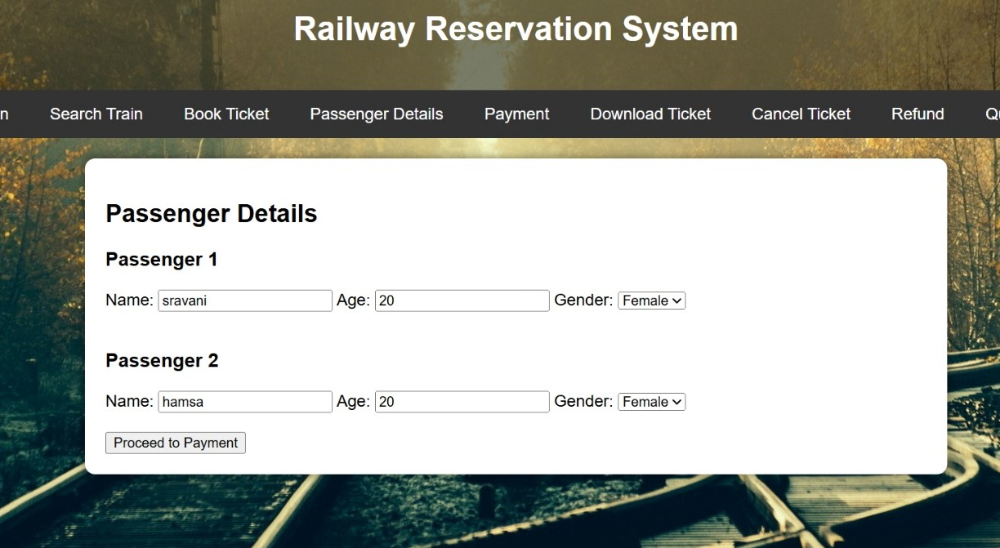 Railway Reservation System
n Search Train Book Ticket Passenger Details Payment Download Ticket Cancel Ticket Refund Qu
Passenger Details
Passenger 1
Name: sravani Age: 20 Gender: Female
Passenger 2
Name: hamsa Age: 20 Gender: Female
Proceed to Payment